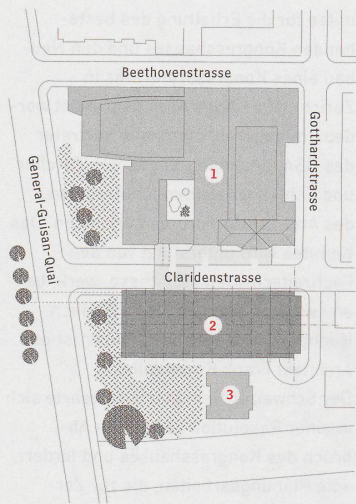 Beethovenstrasse
Gotthardstrasse
1
General-Guisan-Quai
Claridenstrasse
2
3